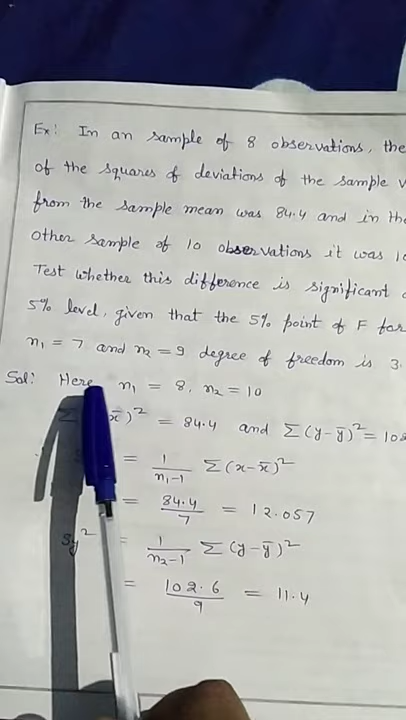 Ex: In an sample of 8 observations, the
of the squares of deviations of the sample
from the sample mean was 84.4 and in the
other sample of 10 observations it was
Test whether this difference is significant
5% level, given that the 5% point of F for
n₁ = 7 and n₂ = 9 degree of freedom is 3.
Sol: Here n₁ = 8, n₂ = 10
x̄)² = 84.4 and Σ(y-ȳ)² = 102
= 1/(n₁-1) Σ(x-x̄)²
= 84.4/7 = 12.057
Sy² = 1/(n₂-1) Σ(y-ȳ)²
= 102.6/9 = 11.4